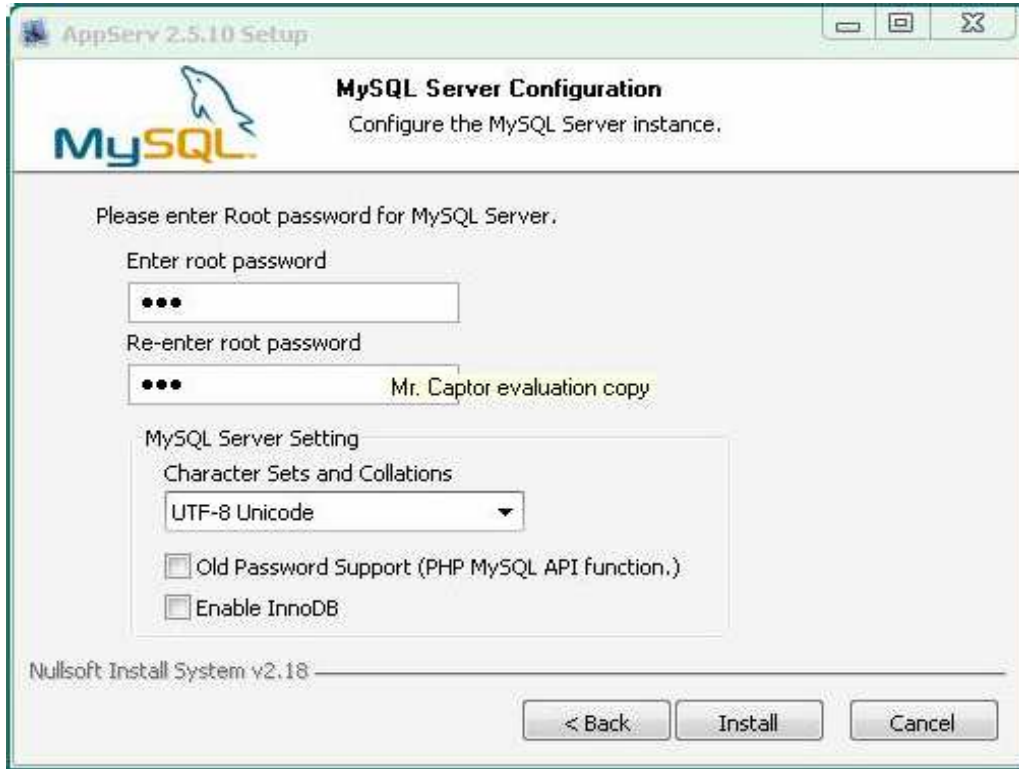 AppServ 2.5.10 Setup
MySQL Server Configuration
Configure the MySQL Server instance.
MySQL
Please enter Root password for MySQL Server.
Enter root password
•••
Re-enter root password
•••
Mr. Captor evaluation copy
MySQL Server Setting
Character Sets and Collations
UTF-8 Unicode
Old Password Support (PHP MySQL API function.)
Enable InnoDB
Nullsoft Install System v2.18
< Back Install Cancel